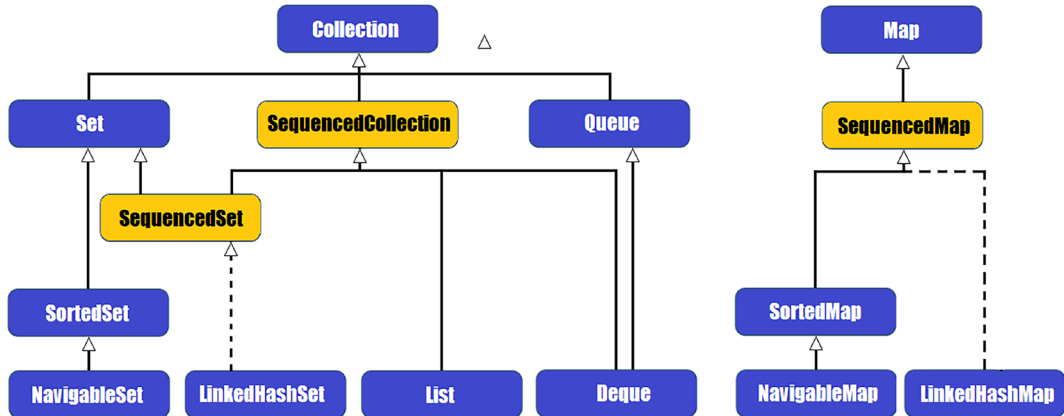 Collection
Map
Set
SequencedCollection
Queue
SequencedMap
SequencedSet
SortedSet
SortedMap
NavigableSet
LinkedHashSet
List
Deque
NavigableMap
LinkedHashMap